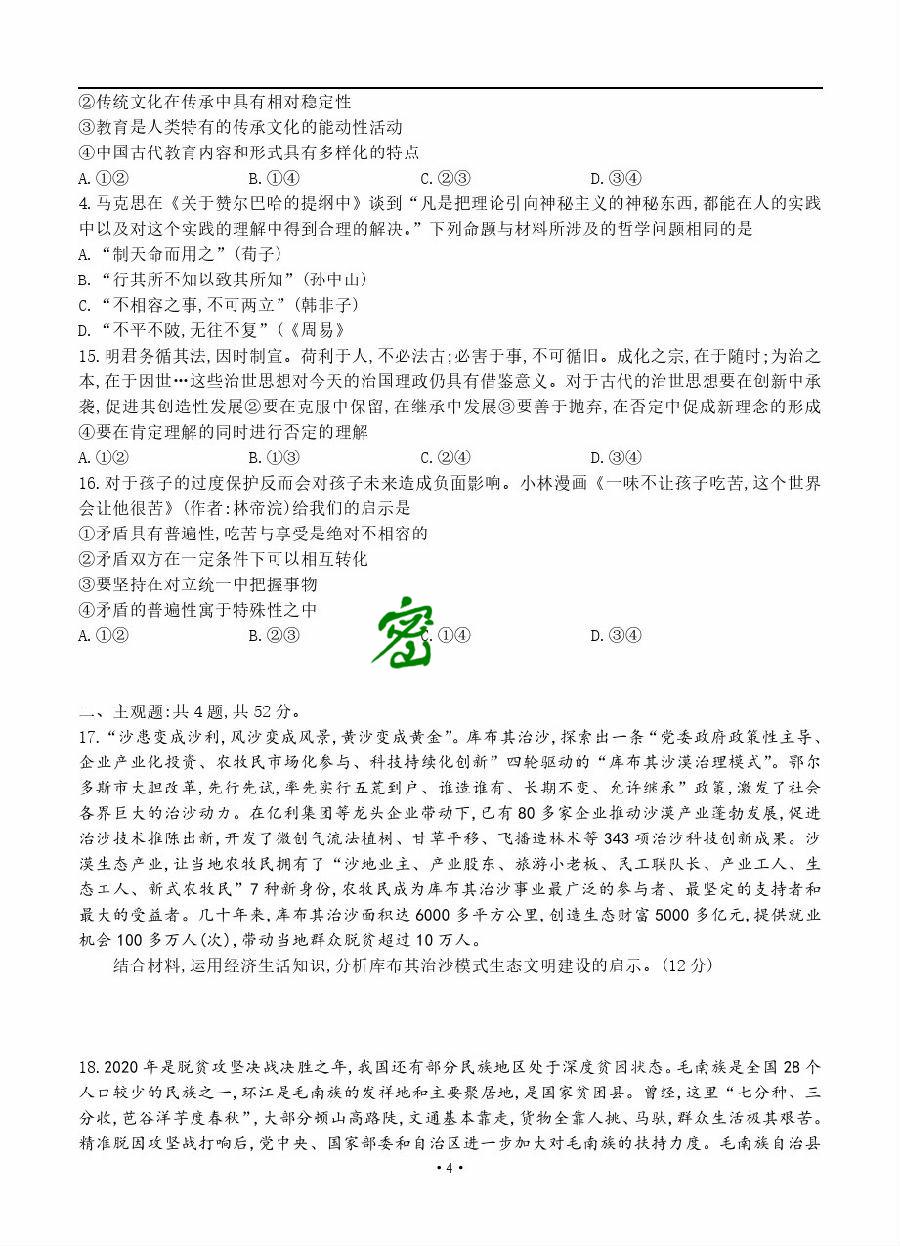 ②传统文化在传承中具有相对稳定性
③教育是人类特有的传承文化的能动性活动
④中国古代教育内容和形式具有多样化的特点
A.①② B.①④ C.②③ D.③④
4.马克思在《关于赞尔巴哈的提纲中》谈到“凡是把理论引向神秘主义的神秘东西,都能在人的实践
中以及对这个实践的理解中得到合理的解决。”下列命题与材料所涉及的哲学问题相同的是
A.“制天命而用之”(荀子)
B.“行其所不知以致其所知”(孙中山)
C.“不相容之事,不可两立”(韩非子)
D.“不平不陂,无往不复”(《周易》
15.明君务循其法,因时制宜。荷利于人,不必法古;必害于事,不可循旧。成化之宗,在于随时;为治之
本,在于因世…这些治世思想对今天的治国理政仍具有借鉴意义。对于古代的治世思想要在创新中承
袭,促进其创造性发展②要在克服中保留,在继承中发展③要善于抛弃,在否定中促成新理念的形成
④要在肯定理解的同时进行否定的理解
A.①② B.①③ C.②④ D.③④
16.对于孩子的过度保护反而会对孩子未来造成负面影响。小林漫画《一味不让孩子吃苦,这个世界
会让他很苦》(作者:林帝浣)给我们的启示是
①矛盾具有普遍性,吃苦与享受是绝对不相容的
②矛盾双方在一定条件下可以相互转化
③要坚持在对立统一中把握事物
④矛盾的普遍性寓于特殊性之中
A.①② B.②③ C.①④ D.③④
密
二、主观题:共4题,共52分。
17.“沙患变成沙利,风沙变成风景,黄沙变成黄金”。库布其治沙,探索出一条“党委政府政策性主导、
企业产业化投资、农牧民市场化参与、科技持续化创新”四轮驱动的“库布其沙漠治理模式”。鄂尔
多斯市大胆改革,先行先试,率先实行五荒到户、谁造谁有、长期不变、允许继承”政策,激发了社会
各界巨大的治沙动力。在亿利集团等龙头企业带动下,已有80多家企业推动沙漠产业蓬勃发展,促进
治沙技术推陈出新,开发了微创气流法植树、甘草平移、飞播造林术等343项治沙科技创新成果。沙
漠生态产业,让当地农牧民拥有了“沙地业主、产业股东、旅游小老板、民工联队长、产业工人、生
态工人、新式农牧民”7种新身份,农牧民成为库布其治沙事业最广泛的参与者、最坚定的支持者和
最大的受益者。几十年来,库布其治沙面积达6000多平方公里,创造生态财富5000多亿元,提供就业
机会100多万人(次),带动当地群众脱贫超过10万人。
结合材料,运用经济生活知识,分析库布其治沙模式生态文明建设的启示。(12分)
18.2020年是脱贫攻坚决战决胜之年,我国还有部分民族地区处于深度贫困状态。毛南族是全国28个
人口较少的民族之一,环江是毛南族的发祥地和主要聚居地,是国家贫困县。曾经,这里“七分种、三
分收,芭谷洋芋度春秋”,大部分倾山高路陡,交通基本靠走,货物全靠人挑、马驮,群众生活极其艰苦。
精准脱困攻坚战打响后,党中央、国家部委和自治区进一步加大对毛南族的扶持力度。毛南族自治县
·4·